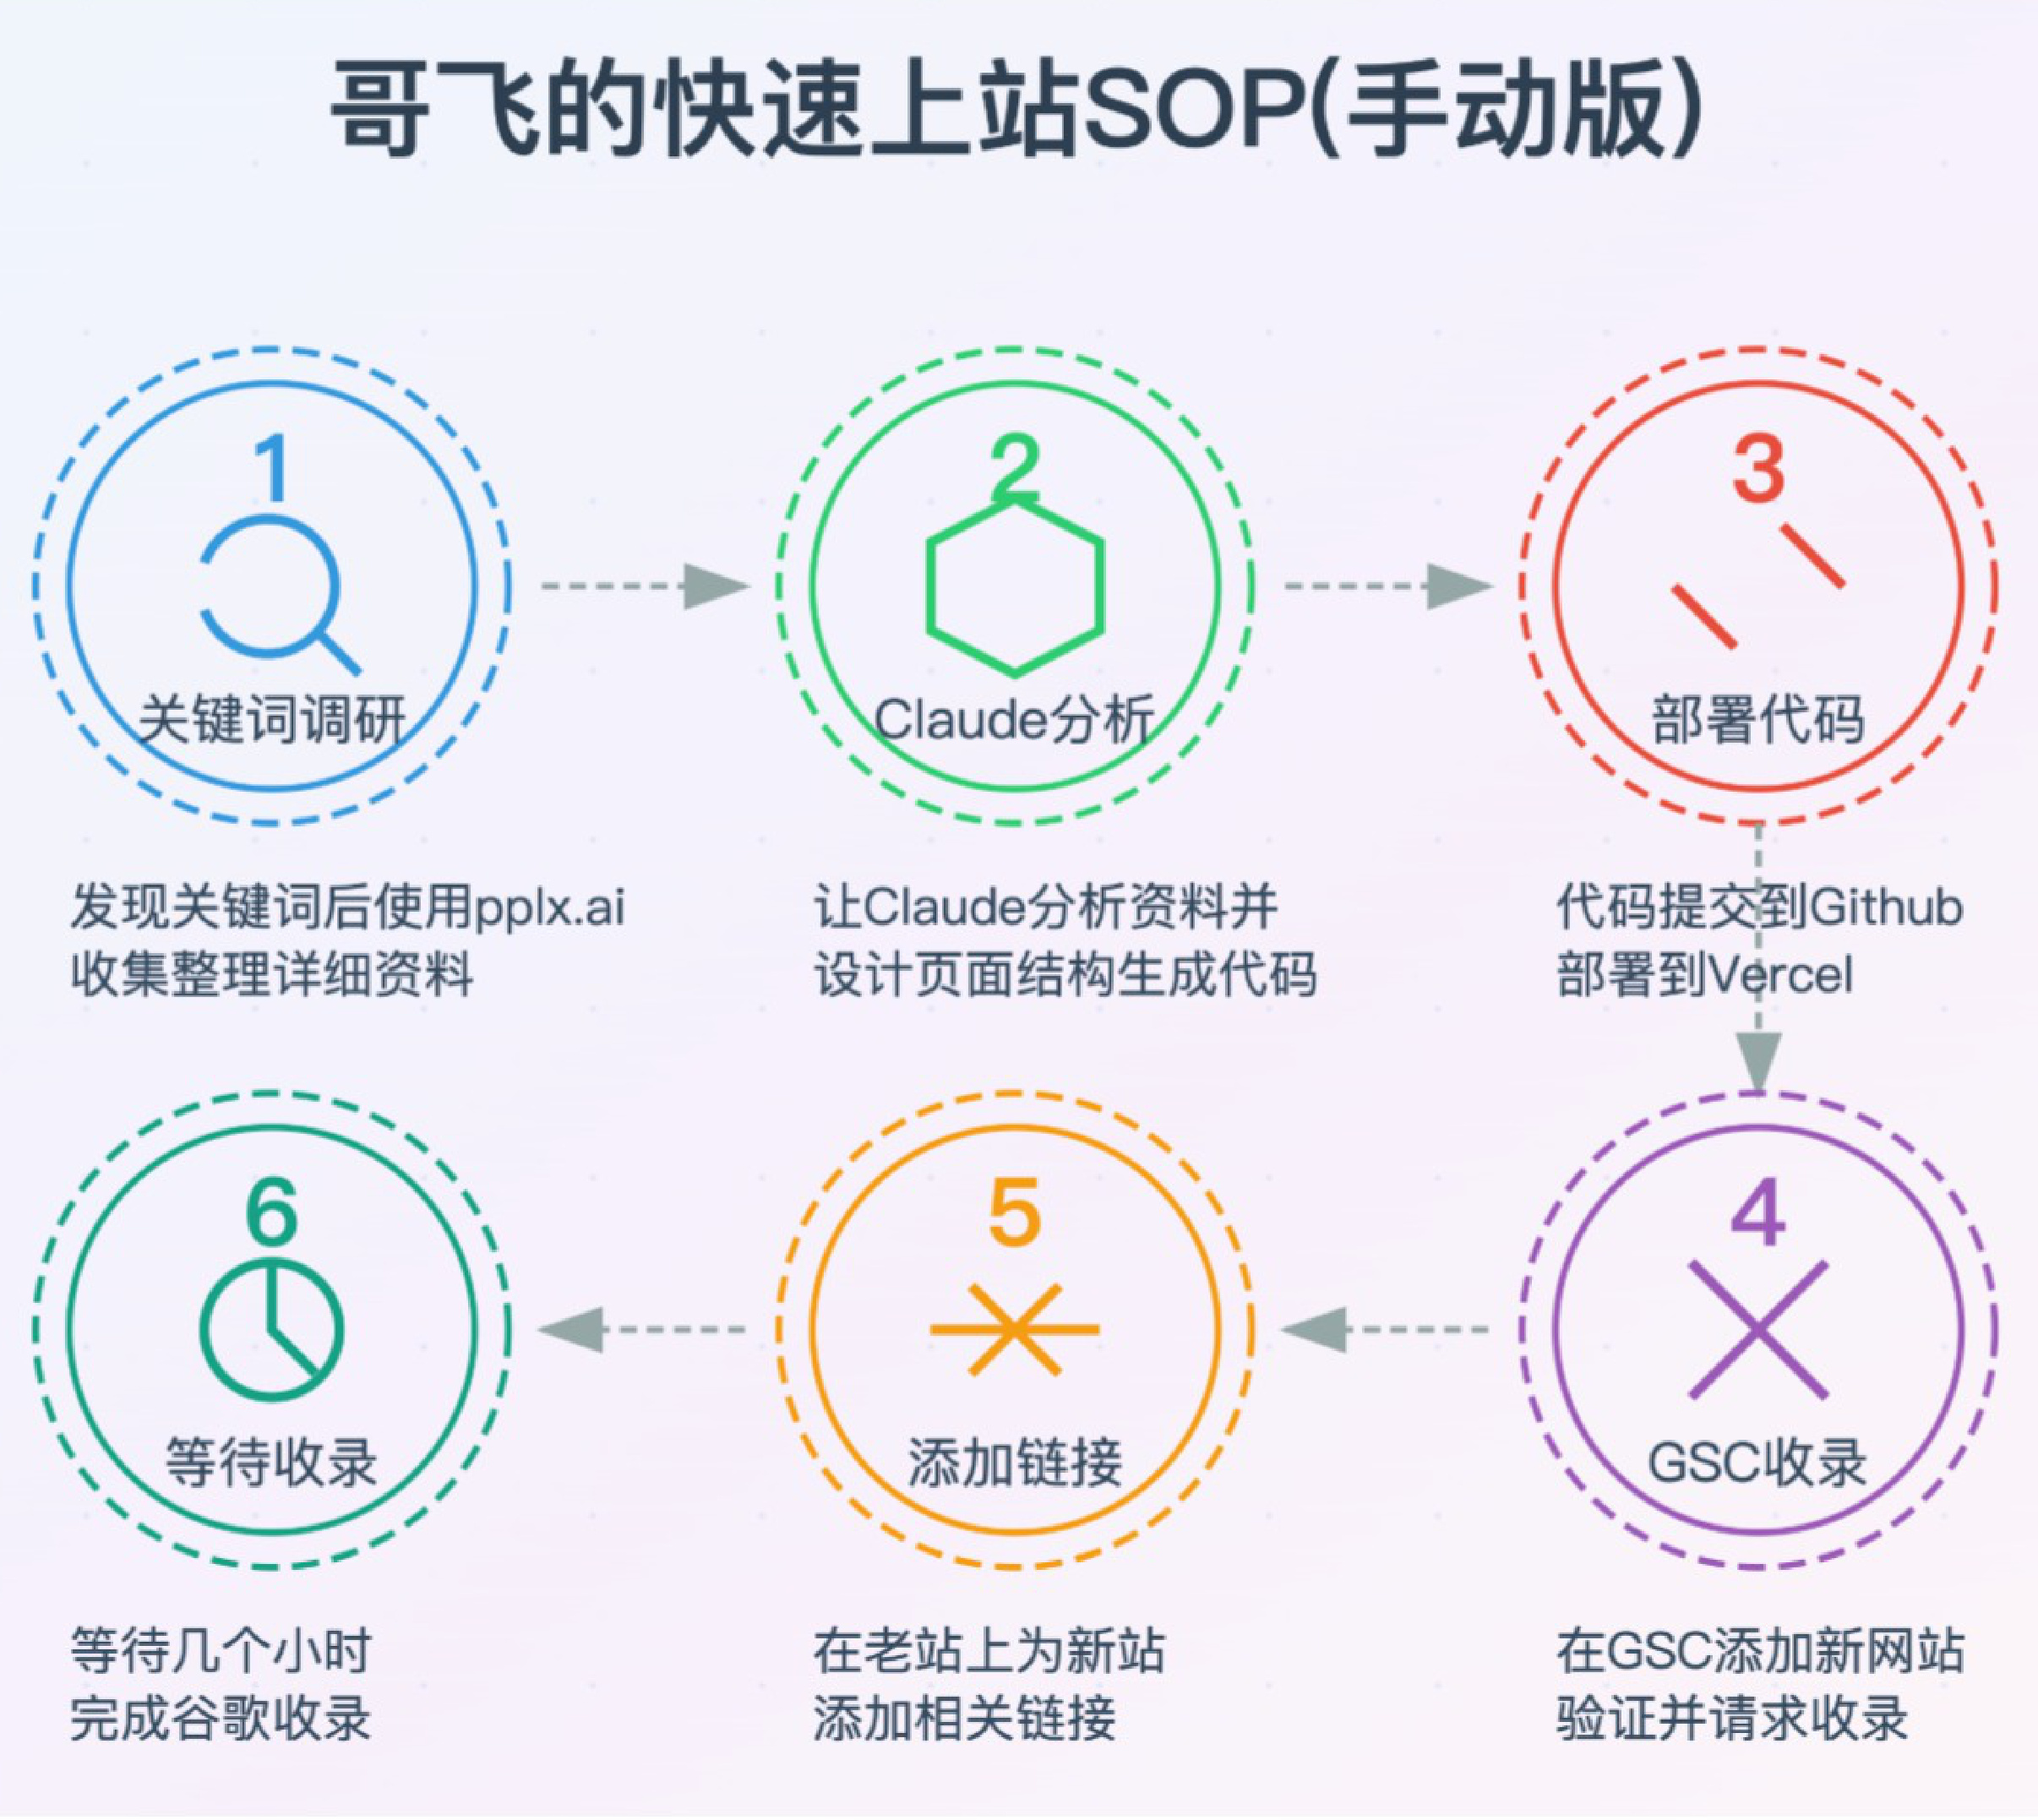 哥飞的快速上站SOP(手动版)
1
关键词调研
发现关键词后使用pplx.ai
收集整理详细资料
2
Claude分析
让Claude分析资料并
设计页面结构生成代码
3
部署代码
代码提交到Github
部署到Vercel
4
GSC收录
在GSC添加新网站
验证并请求收录
5
添加链接
在老站上为新站
添加相关链接
6
等待收录
等待几个小时
完成谷歌收录